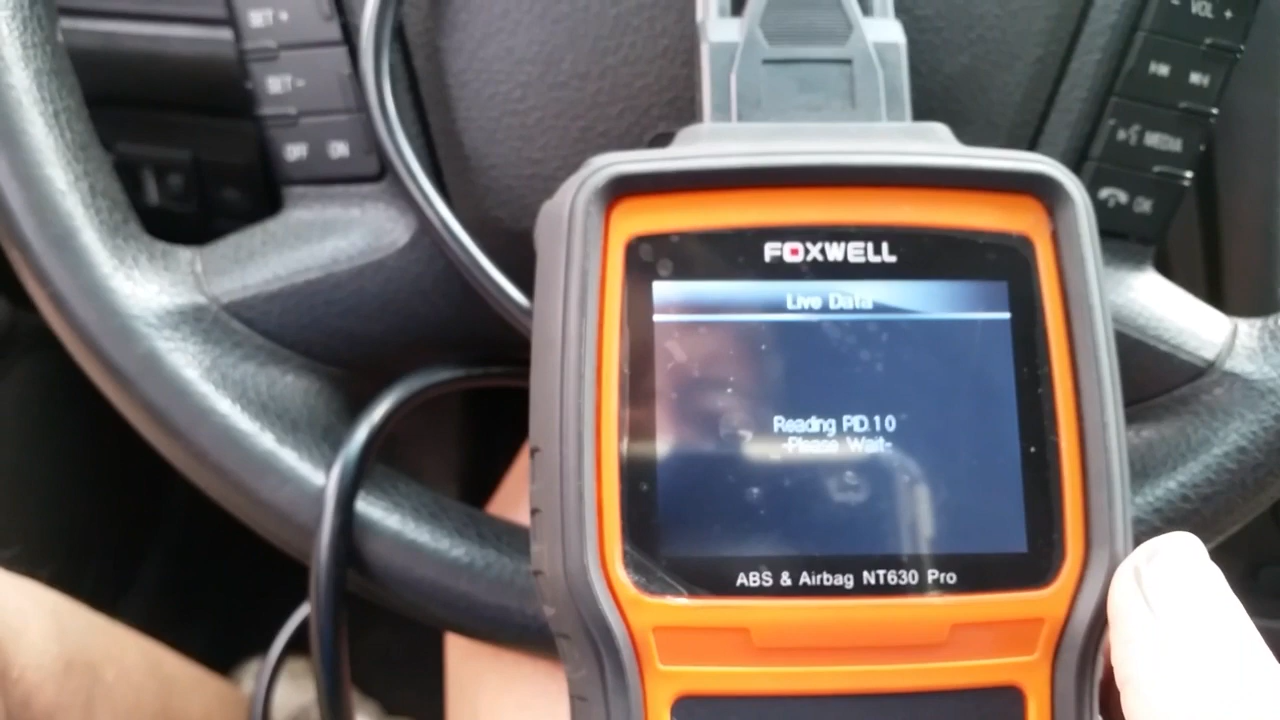 SET +
SET -
OFF ON
- VOL +
MEDIA
OK
FOXWELL
Live Data
Reading PID.10
-Please Wait-
ABS & Airbag NT630 Pro